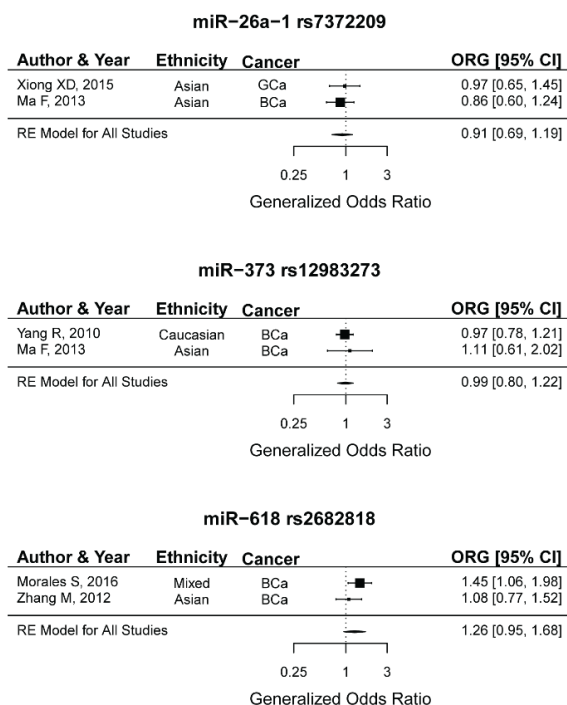 miR−26a−1 rs7372209
Author & Year Ethnicity Cancer ORG [95% CI]
Xiong XD, 2015 Asian GCa 0.97 [0.65, 1.45]
Ma F, 2013 Asian BCa 0.86 [0.60, 1.24]
RE Model for All Studies 0.91 [0.69, 1.19]
0.25 1 3
Generalized Odds Ratio
miR−373 rs12983273
Author & Year Ethnicity Cancer ORG [95% CI]
Yang R, 2010 Caucasian BCa 0.97 [0.78, 1.21]
Ma F, 2013 Asian BCa 1.11 [0.61, 2.02]
RE Model for All Studies 0.99 [0.80, 1.22]
0.25 1 3
Generalized Odds Ratio
miR−618 rs2682818
Author & Year Ethnicity Cancer ORG [95% CI]
Morales S, 2016 Mixed BCa 1.45 [1.06, 1.98]
Zhang M, 2012 Asian BCa 1.08 [0.77, 1.52]
RE Model for All Studies 1.26 [0.95, 1.68]
0.25 1 3
Generalized Odds Ratio